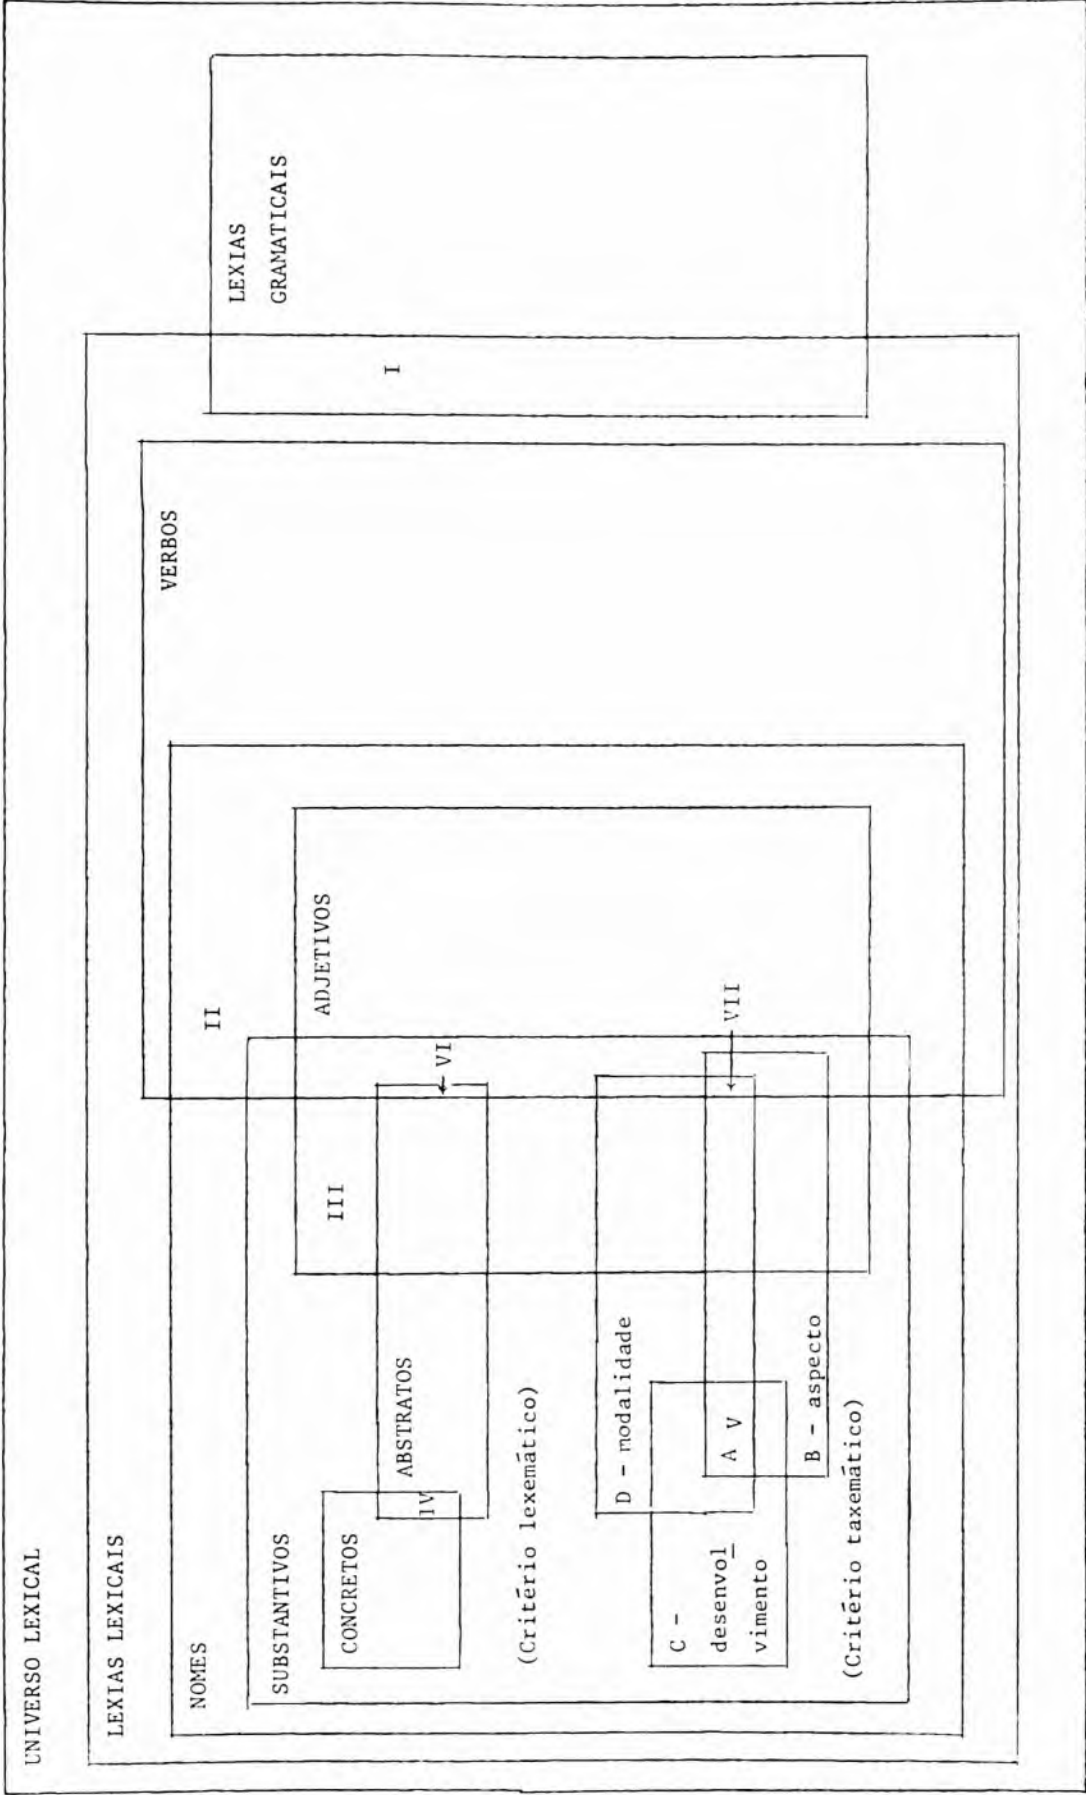 UNIVERSO LEXICAL
LEXIAS LEXICAIS
NOMES
SUBSTANTIVOS
CONCRETOS
IV
ABSTRATOS
(Critério lexemático)
III
VI
II
ADJETIVOS
VERBOS
I
LEXIAS
GRAMATICAIS
C -
desenvol
vimento
D - modalidade
A V
B - aspecto
(Critério taxemático)
VII